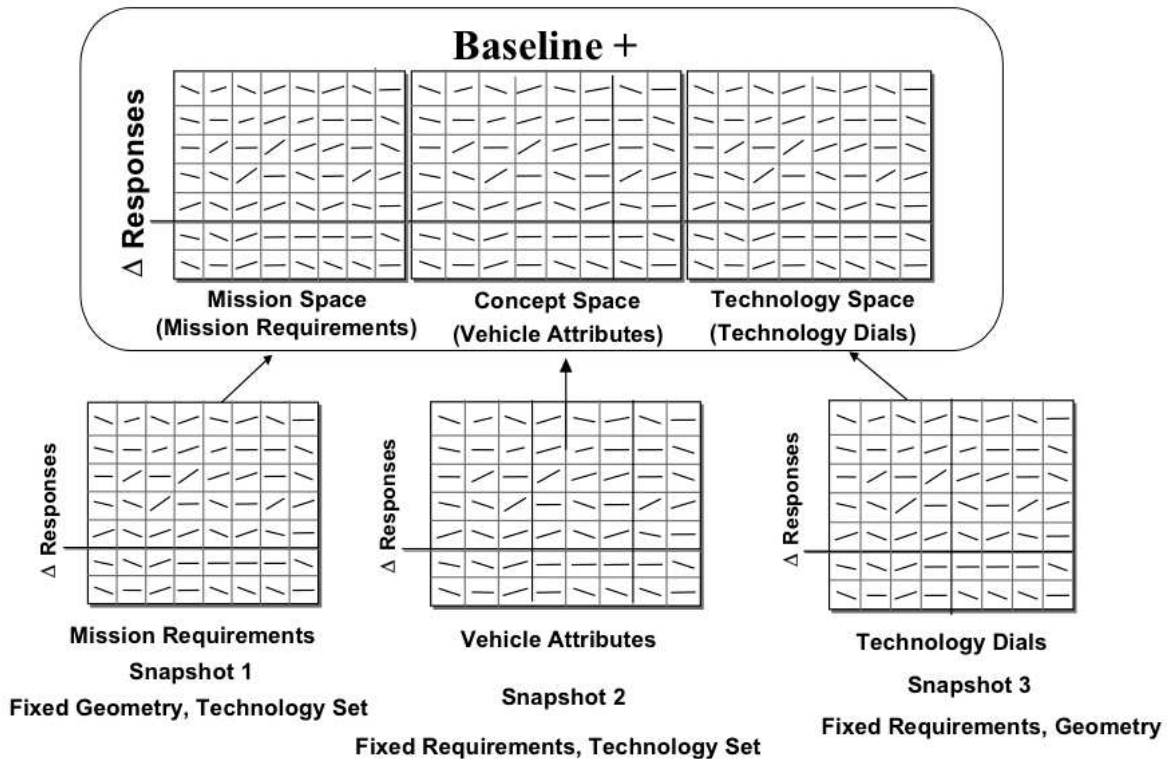 Baseline +
Δ Responses
Mission Space
(Mission Requirements)
Concept Space
(Vehicle Attributes)
Technology Space
(Technology Dials)
Δ Responses
Mission Requirements
Snapshot 1
Fixed Geometry, Technology Set
Δ Responses
Vehicle Attributes
Snapshot 2
Fixed Requirements, Technology Set
Δ Responses
Technology Dials
Snapshot 3
Fixed Requirements, Geometry